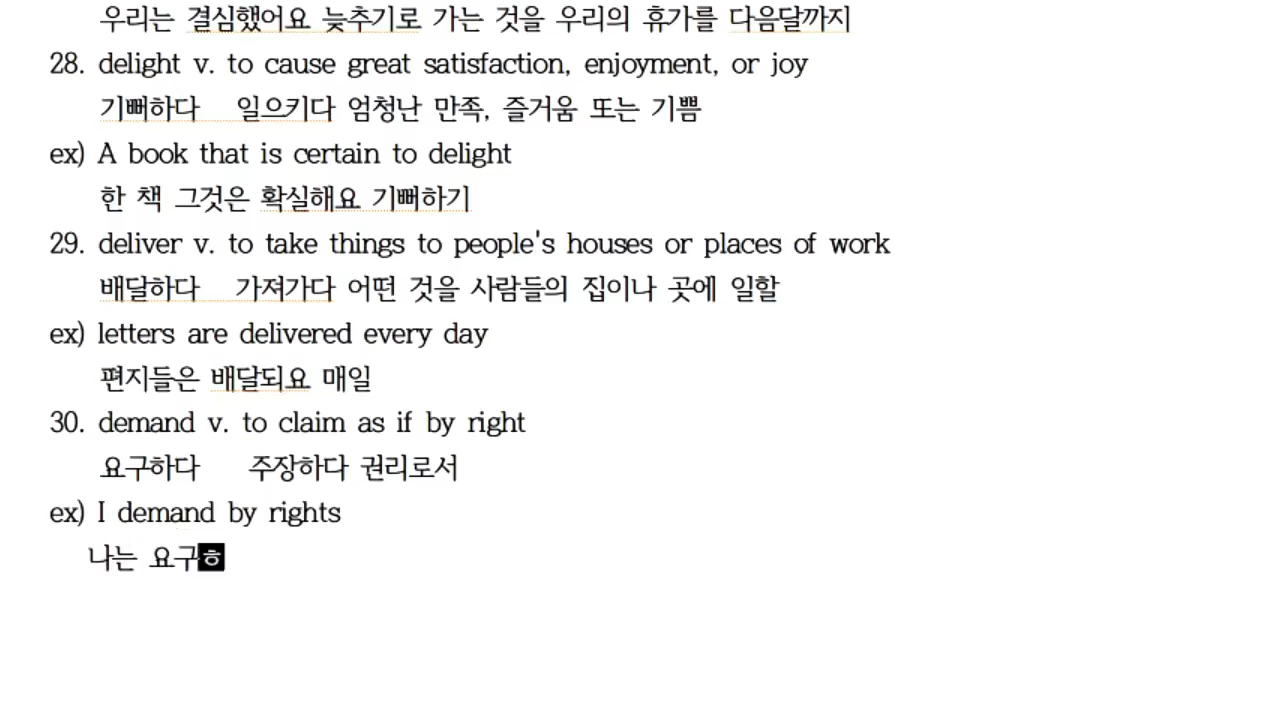 우리는 결심했어요 늦추기로 가는 것을 우리의 휴가를 다음달까지
28. delight v. to cause great satisfaction, enjoyment, or joy
기뻐하다 일으키다 엄청난 만족, 즐거움 또는 기쁨
ex) A book that is certain to delight
한 책 그것은 확실해요 기뻐하기
29. deliver v. to take things to people's houses or places of work
배달하다 가져가다 어떤 것을 사람들의 집이나 곳에 일할
ex) letters are delivered every day
편지들은 배달되요 매일
30. demand v. to claim as if by right
요구하다 주장하다 권리로서
ex) I demand by rights
나는 요구ㅎ